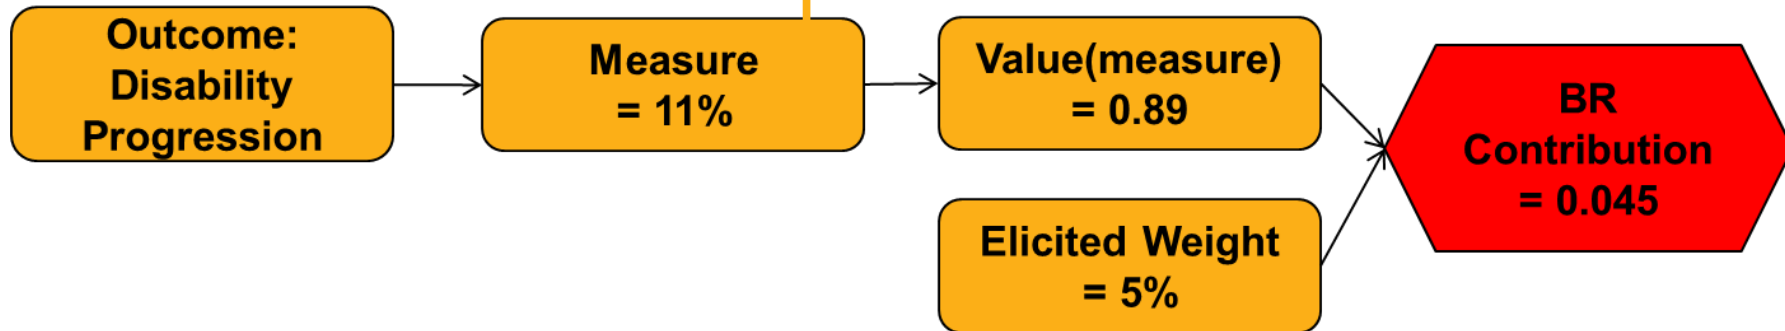 Outcome:
Disability
Progression
Measure
= 11%
Value(measure)
= 0.89
Elicited Weight
= 5%
BR
Contribution
= 0.045